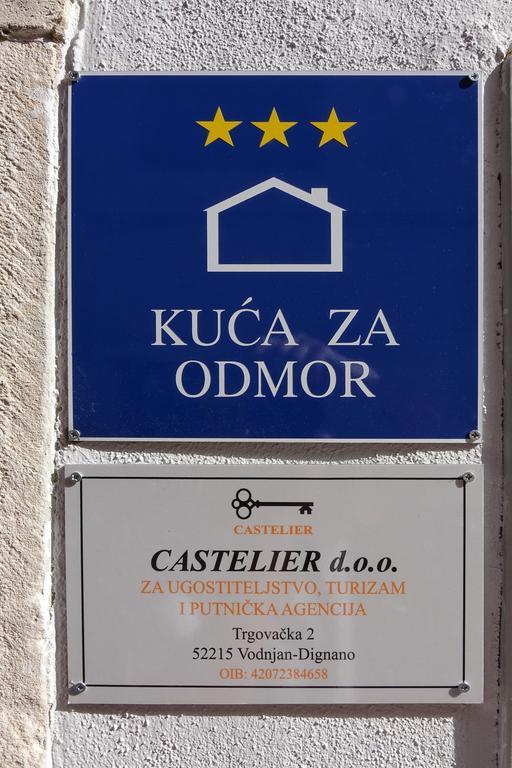 KUĆA ZA
ODMOR
CASTELIER
CASTELIER d.o.o.
ZA UGOSTITELJSTVO, TURIZAM
I PUTNIČKA AGENCIJA
Trgovačka 2
52215 Vodnjan-Dignano
OIB: 42072384658